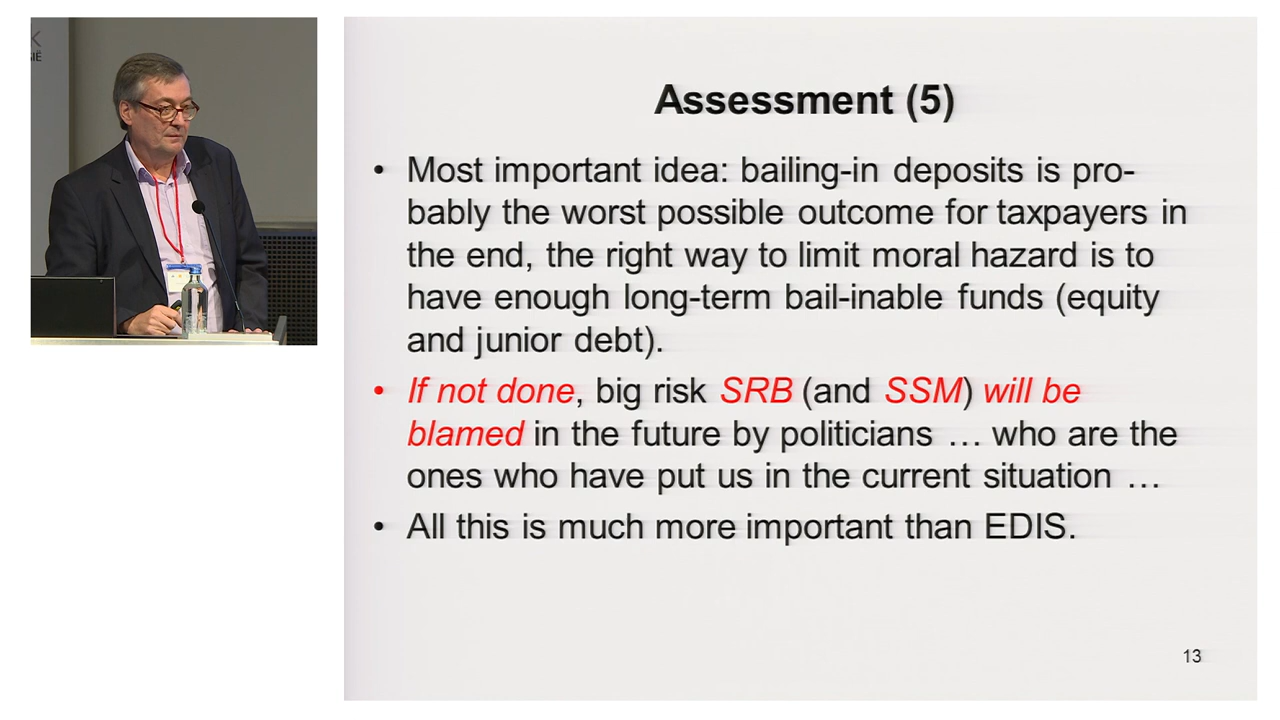 K
SIË
Assessment (5)
• Most important idea: bailing-in deposits is pro-
bably the worst possible outcome for taxpayers in
the end, the right way to limit moral hazard is to
have enough long-term bail-inable funds (equity
and junior debt).
• If not done, big risk SRB (and SSM) will be
blamed in the future by politicians … who are the
ones who have put us in the current situation …
• All this is much more important than EDIS.
13